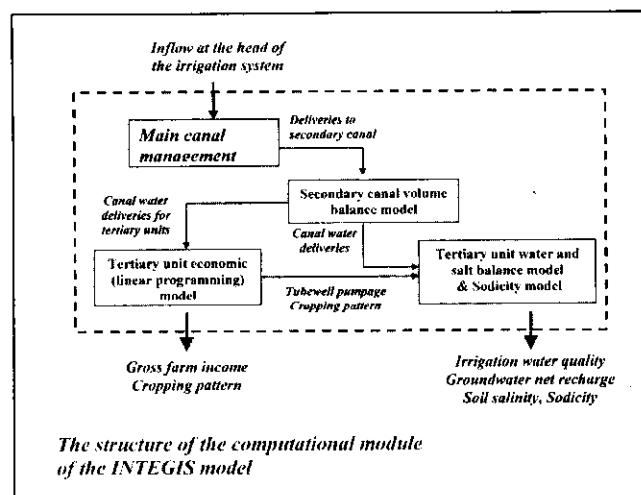 Inflow at the head of
the irrigation system
Main canal
management
Deliveries to
secondary canal
Secondary canal volume
balance model
Canal water
deliveries for
tertiary units
Canal water
deliveries
Tertiary unit economic
(linear programming)
model
Tubewell pumpage
Cropping pattern
Tertiary unit water and
salt balance model
& Sodicity model
Gross farm income
Cropping pattern
Irrigation water quality
Groundwater net recharge
Soil salinity, Sodicity
The structure of the computational module
of the INTEGIS model